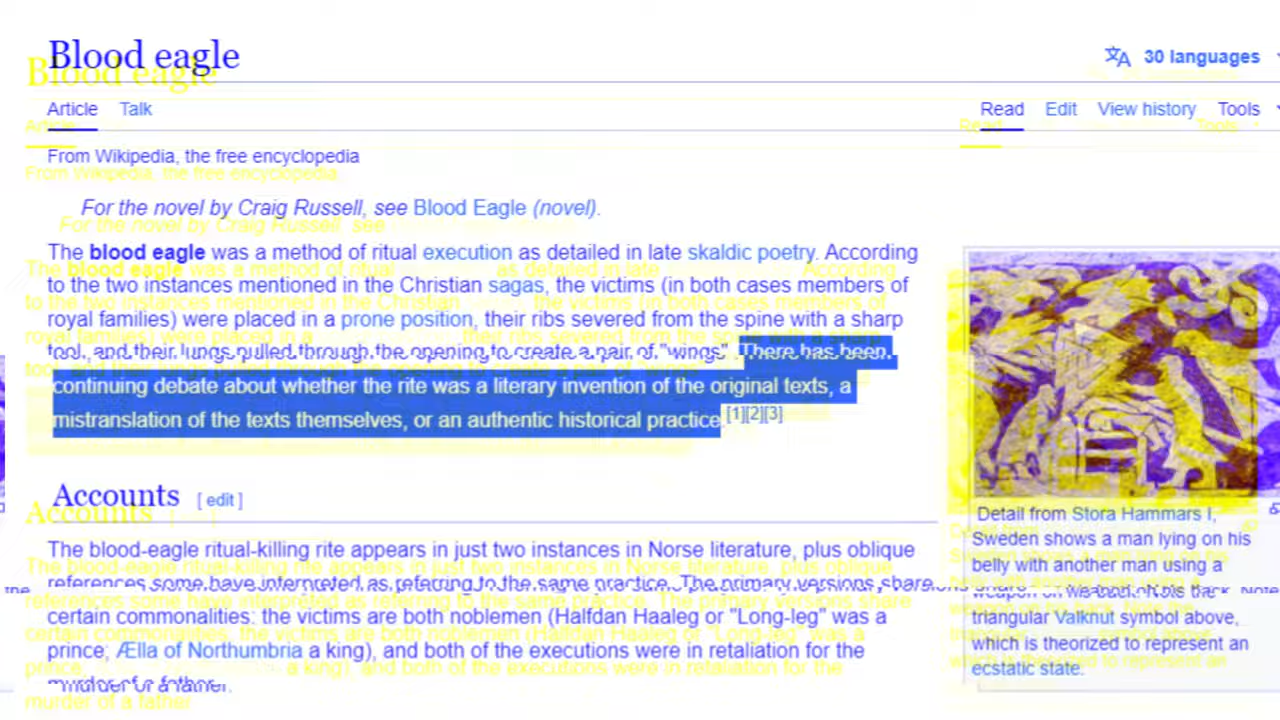 Blood eagle
30 languages
Article Talk Read Edit View history Tools
From Wikipedia, the free encyclopedia
For the novel by Craig Russell, see Blood Eagle (novel).
The blood eagle was a method of ritual execution as detailed in late skaldic poetry. According
to the two instances mentioned in the Christian sagas, the victims (in both cases members of
royal families) were placed in a prone position, their ribs severed from the spine with a sharp
tool, and their lungs pulled through the opening to create a pair of "wings". There has been
continuing debate about whether the rite was a literary invention of the original texts, a
mistranslation of the texts themselves, or an authentic historical practice.[1][2][3]
Accounts [ edit ]
The blood-eagle ritual-killing rite appears in just two instances in Norse literature, plus oblique
references some have interpreted as referring to the same practice. The primary versions share
certain commonalities: the victims are both noblemen (Halfdan Haaleg or "Long-leg" was a
prince; Ælla of Northumbria a king), and both of the executions were in retaliation for the
murder of a father.
Detail from Stora Hammars I,
Sweden shows a man lying on his
belly with another man using a
weapon on his back. Note the
triangular Valknut symbol above,
which is theorized to represent an
ecstatic state.